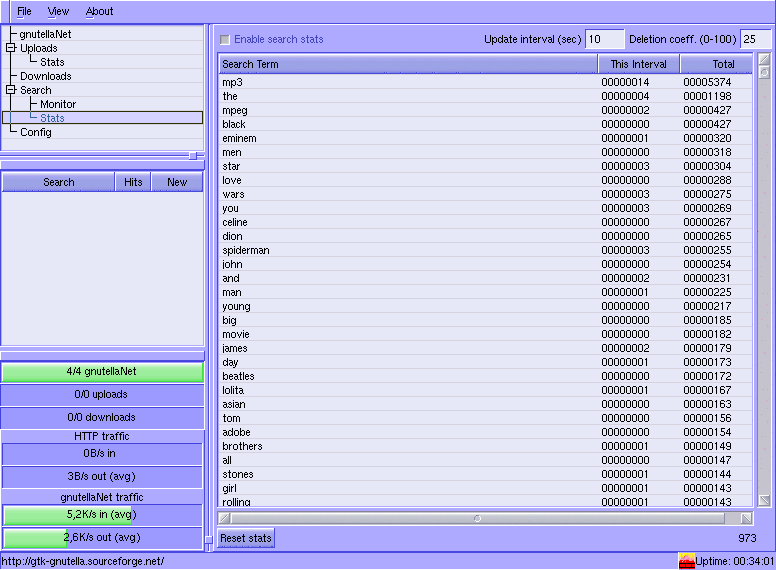 File View About
gnutellaNet
Uploads
Stats
Downloads
Search
Monitor
Stats
Config
Search Hits New
4/4 gnutellaNet
0/0 uploads
0/0 downloads
HTTP traffic
0B/s in
3B/s out (avg)
gnutellaNet traffic
5,2K/s in (avg)
2,6K/s out (avg)
Enable search stats Update interval (sec) 10 Deletion coeff. (0-100) 25
Search Term This Interval Total
mp3 00000014 00005374
the 00000004 00001198
mpeg 00000002 00000427
black 00000000 00000427
eminem 00000001 00000320
men 00000000 00000318
star 00000003 00000304
love 00000000 00000288
wars 00000003 00000275
you 00000003 00000269
celine 00000000 00000267
dion 00000000 00000265
spiderman 00000003 00000255
john 00000000 00000254
and 00000002 00000231
man 00000001 00000225
young 00000000 00000217
big 00000000 00000185
movie 00000000 00000182
james 00000002 00000179
day 00000001 00000173
beatles 00000000 00000172
lolita 00000001 00000167
asian 00000000 00000163
tom 00000000 00000156
adobe 00000000 00000154
brothers 00000001 00000149
all 00000000 00000147
stones 00000001 00000144
girl 00000001 00000143
rolling 00000001 00000143
Reset stats 973
http://gtk-gnutella.sourceforge.net/ Uptime: 00:34:01